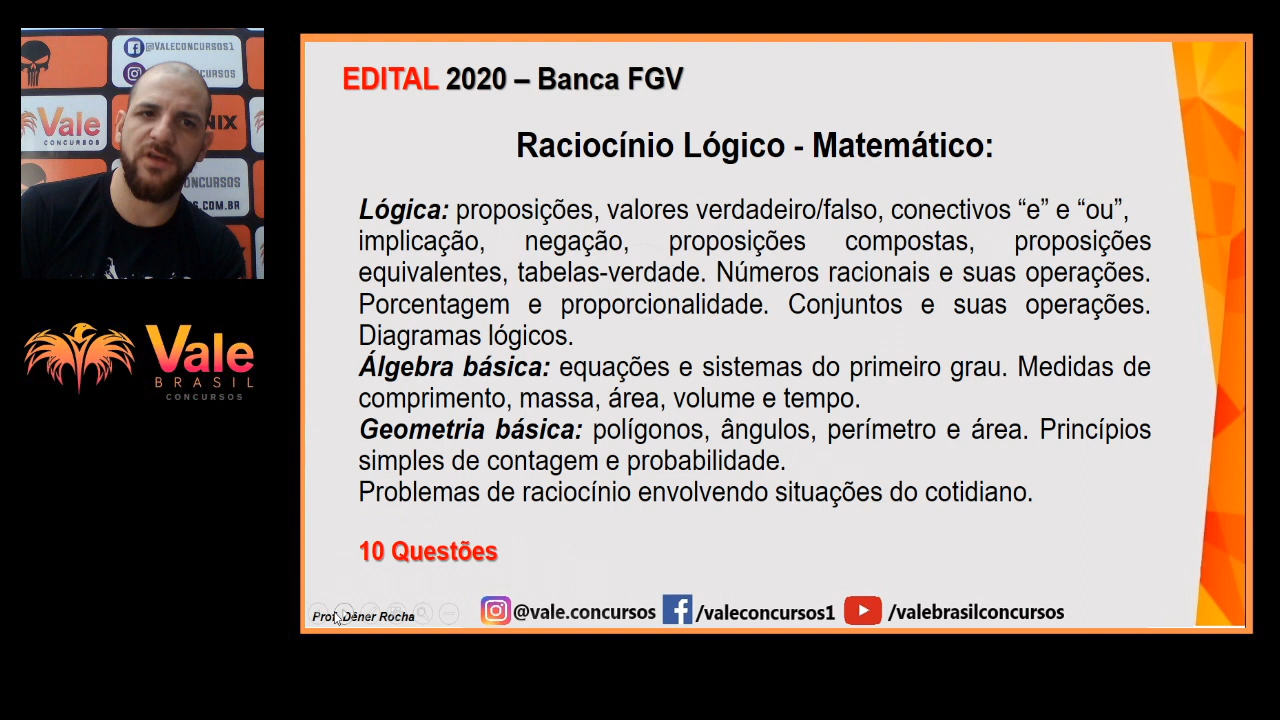 @VALECONCURSOS1
Vale
CONCURSOS
NIX
CONCURSOS
S.COM.BR
Vale
BRASIL
CONCURSOS
EDITAL 2020 – Banca FGV
Raciocínio Lógico - Matemático:
Lógica: proposições, valores verdadeiro/falso, conectivos “e” e “ou”,
implicação, negação, proposições compostas, proposições
equivalentes, tabelas-verdade. Números racionais e suas operações.
Porcentagem e proporcionalidade. Conjuntos e suas operações.
Diagramas lógicos.
Álgebra básica: equações e sistemas do primeiro grau. Medidas de
comprimento, massa, área, volume e tempo.
Geometria básica: polígonos, ângulos, perímetro e área. Princípios
simples de contagem e probabilidade.
Problemas de raciocínio envolvendo situações do cotidiano.
10 Questões
Prof. Dêner Rocha
@vale.concursos
/valeconcursos1
/valebrasilconcursos